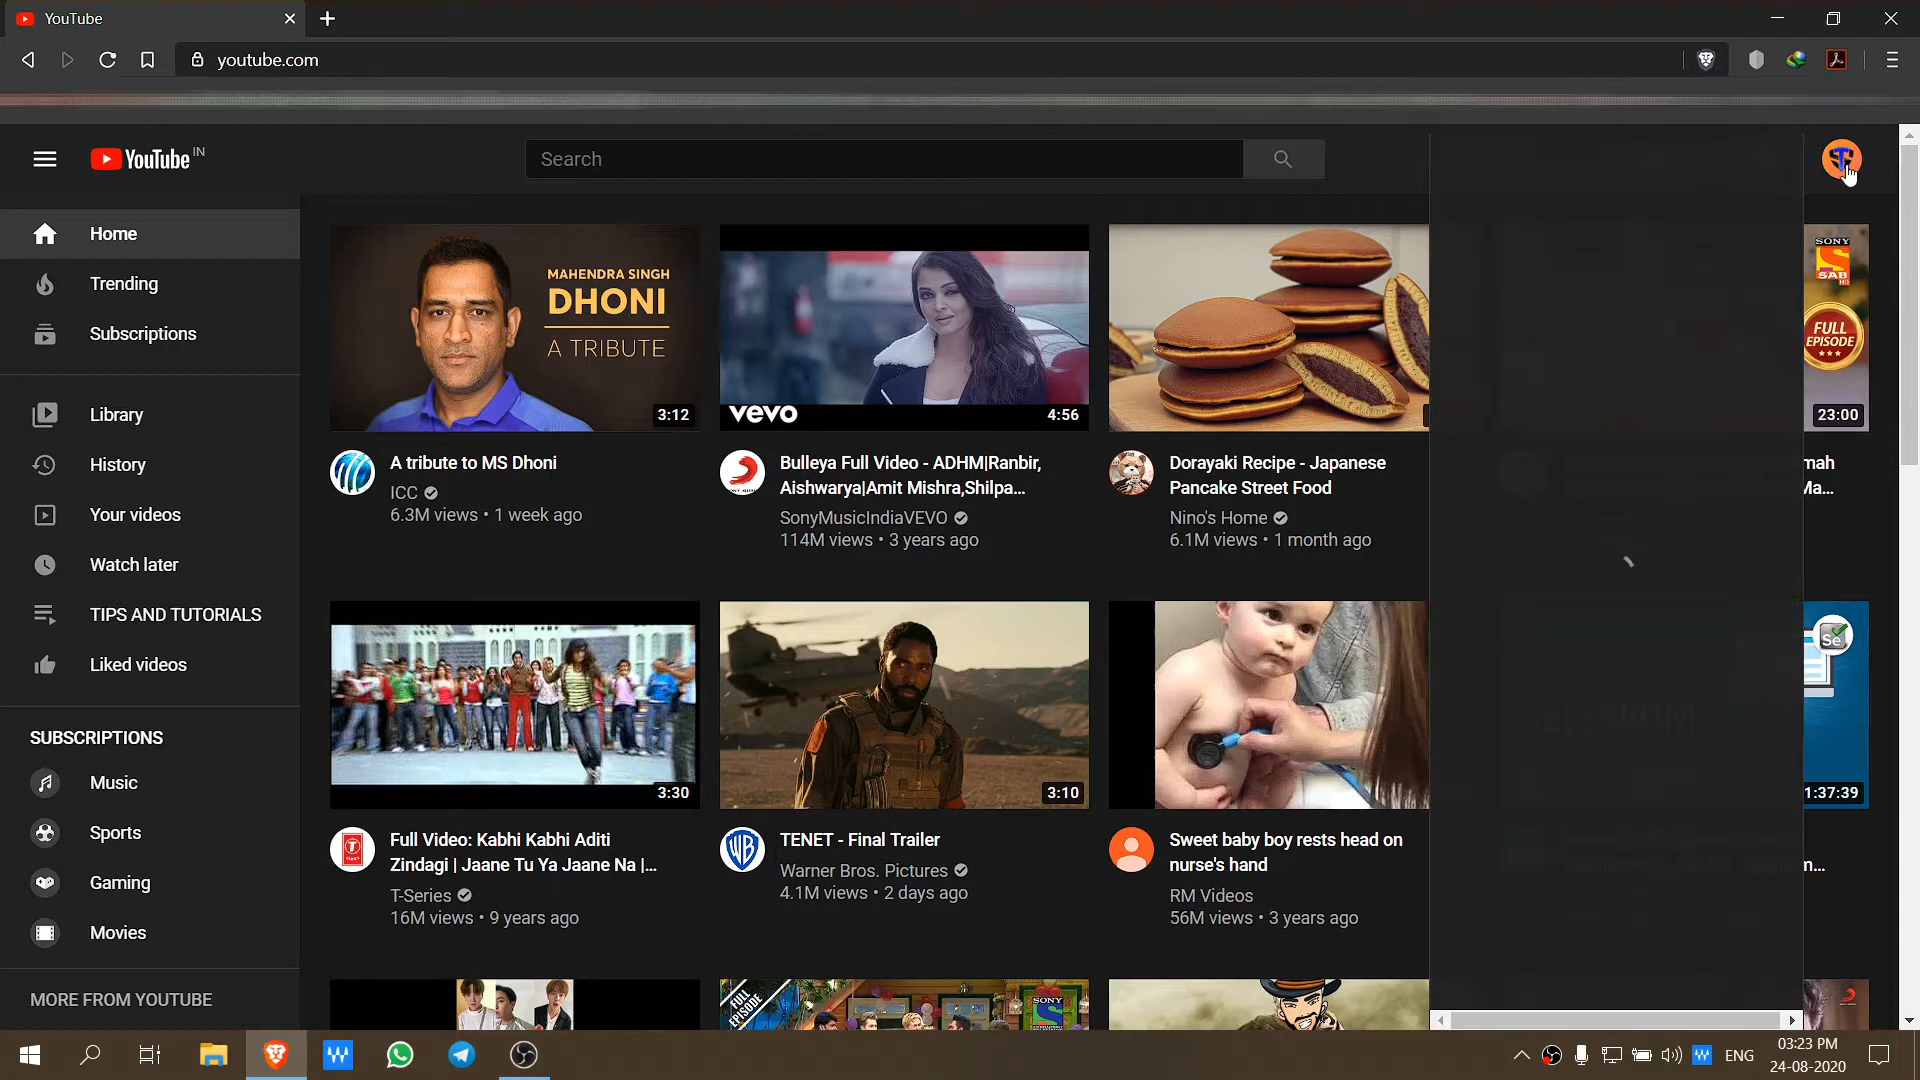 YouTube
youtube.com
YouTube IN
Search
Home
Trending
Subscriptions
Library
History
Your videos
Watch later
TIPS AND TUTORIALS
Liked videos
SUBSCRIPTIONS
Music
Sports
Gaming
Movies
MORE FROM YOUTUBE
MAHENDRA SINGH
DHONI
A TRIBUTE
3:12
A tribute to MS Dhoni
ICC
6.3M views • 1 week ago
vevo
4:56
Bulleya Full Video - ADHM|Ranbir,
Aishwarya|Amit Mishra,Shilpa...
SonyMusicIndiaVEVO
114M views • 3 years ago
Dorayaki Recipe - Japanese
Pancake Street Food
Nino's Home
6.1M views • 1 month ago
SONY
SAB
HD
FULL
EPISODE
23:00
mah
Ma...
3:30
Full Video: Kabhi Kabhi Aditi
Zindagi | Jaane Tu Ya Jaane Na |...
T-Series
16M views • 9 years ago
3:10
TENET - Final Trailer
Warner Bros. Pictures
4.1M views • 2 days ago
Sweet baby boy rests head on
nurse's hand
RM Videos
56M views • 3 years ago
Se
1:37:39
m...
FULL
EPISODE
SONY
ENG
03:23 PM
24-08-2020